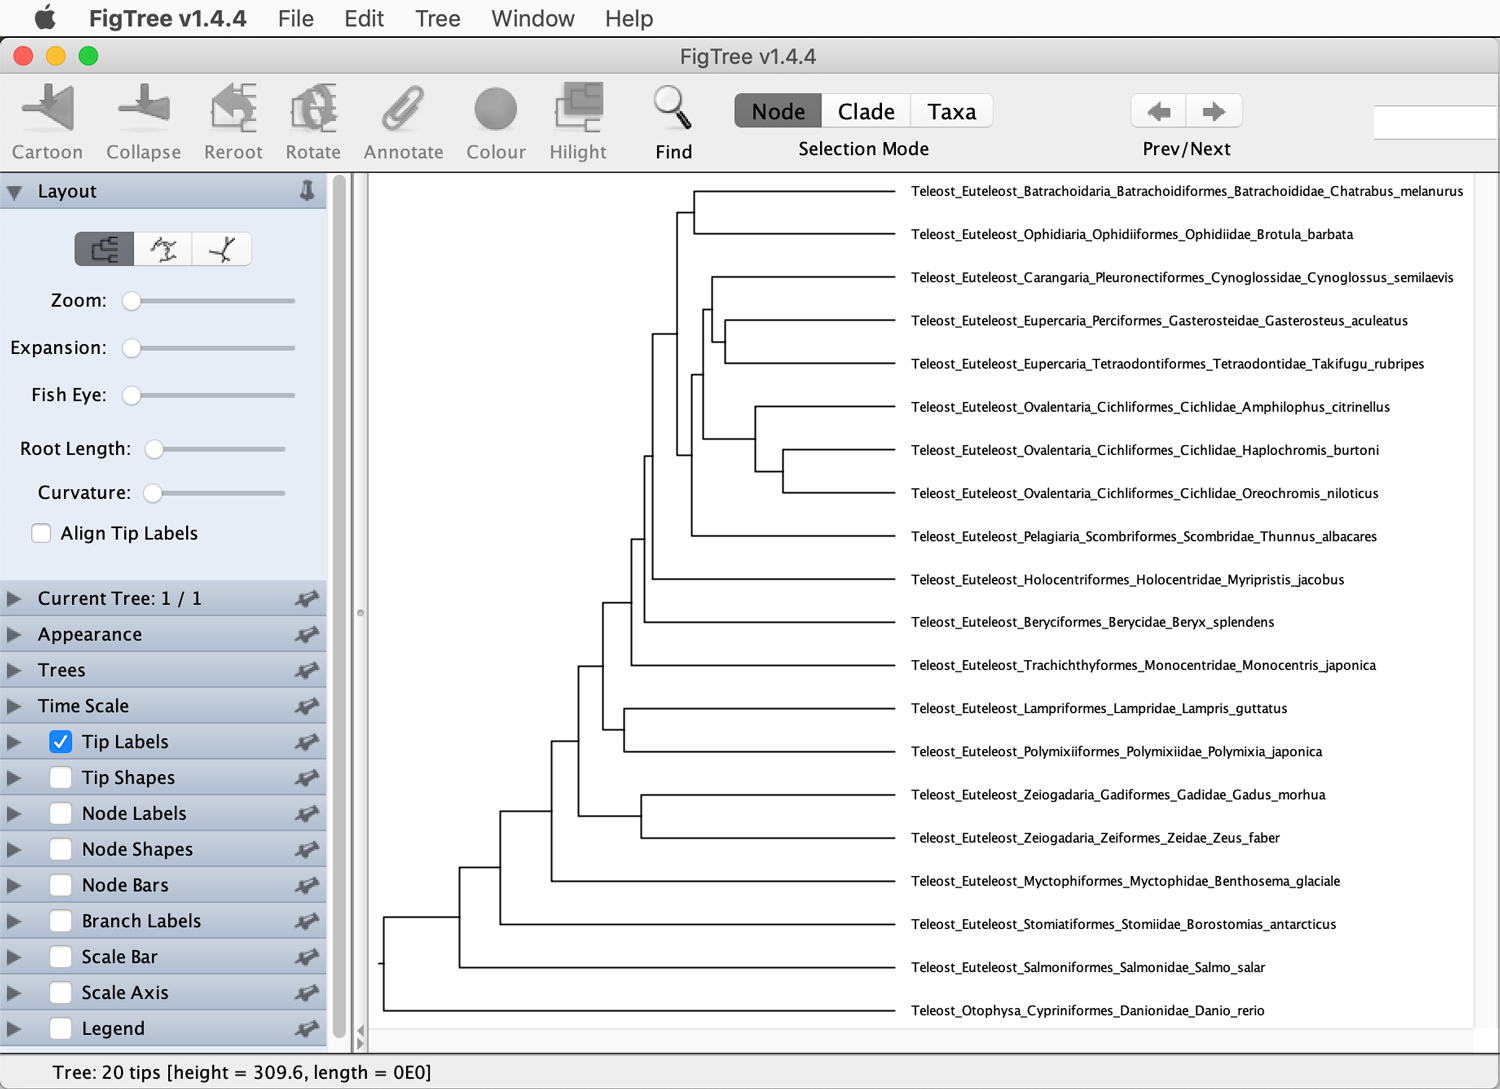 FigTree v1.4.4 File Edit Tree Window Help
FigTree v1.4.4
Cartoon Collapse Reroot Rotate Annotate Colour Hilight Find
Node Clade Taxa
Selection Mode
Prev/Next
Layout
Zoom:
Expansion:
Fish Eye:
Root Length:
Curvature:
Align Tip Labels
Current Tree: 1 / 1
Appearance
Trees
Time Scale
Tip Labels
Tip Shapes
Node Labels
Node Shapes
Node Bars
Branch Labels
Scale Bar
Scale Axis
Legend
Teleost_Euteleost_Batrachoidaria_Batrachoidiformes_Batrachoididae_Chatrabus_melanurus
Teleost_Euteleost_Ophidiaria_Ophidiiformes_Ophidiidae_Brotula_barbata
Teleost_Euteleost_Carangaria_Pleuronectiformes_Cynoglossidae_Cynoglossus_semilaevis
Teleost_Euteleost_Eupercaria_Perciformes_Gasterosteidae_Gasterosteus_aculeatus
Teleost_Euteleost_Eupercaria_Tetraodontiformes_Tetraodontidae_Takifugu_rubripes
Teleost_Euteleost_Ovalentaria_Cichliformes_Cichlidae_Amphilophus_citrinellus
Teleost_Euteleost_Ovalentaria_Cichliformes_Cichlidae_Haplochromis_burtoni
Teleost_Euteleost_Ovalentaria_Cichliformes_Cichlidae_Oreochromis_niloticus
Teleost_Euteleost_Pelagiaria_Scombriformes_Scombridae_Thunnus_albacares
Teleost_Euteleost_Holocentriformes_Holocentridae_Myripristis_jacobus
Teleost_Euteleost_Beryciformes_Berycidae_Beryx_splendens
Teleost_Euteleost_Trachichthyformes_Monocentridae_Monocentris_japonica
Teleost_Euteleost_Lampriformes_Lampridae_Lampris_guttatus
Teleost_Euteleost_Polymixiiformes_Polymixiidae_Polymixia_japonica
Teleost_Euteleost_Zeiogadaria_Gadiformes_Gadidae_Gadus_morhua
Teleost_Euteleost_Zeiogadaria_Zeiformes_Zeidae_Zeus_faber
Teleost_Euteleost_Myctophiformes_Myctophidae_Benthosema_glaciale
Teleost_Euteleost_Stomiatiformes_Stomiidae_Borostomias_antarcticus
Teleost_Euteleost_Salmoniformes_Salmonidae_Salmo_salar
Teleost_Otophysa_Cypriniformes_Danionidae_Danio_rerio
Tree: 20 tips [height = 309.6, length = 0E0]